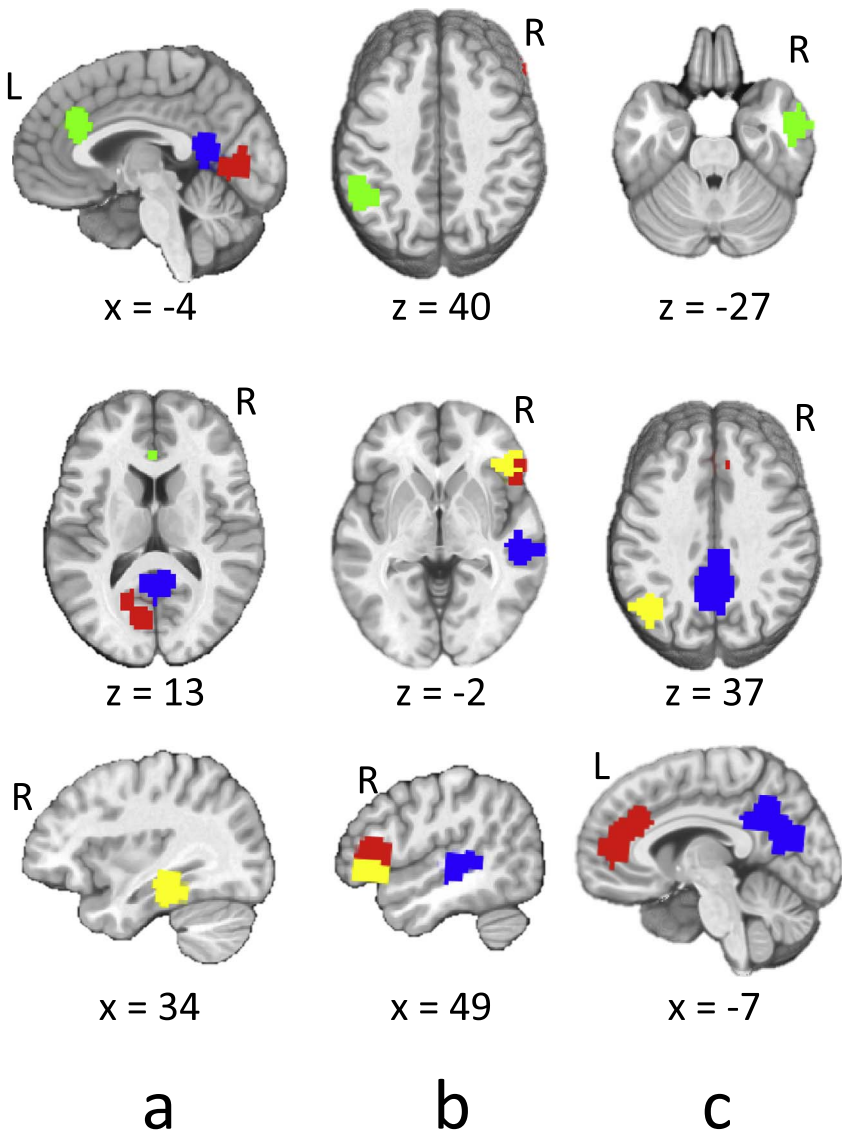 L R R
x = -4 z = 40 z = -27
R R R
z = 13 z = -2 z = 37
R R L
x = 34 x = 49 x = -7
a b c